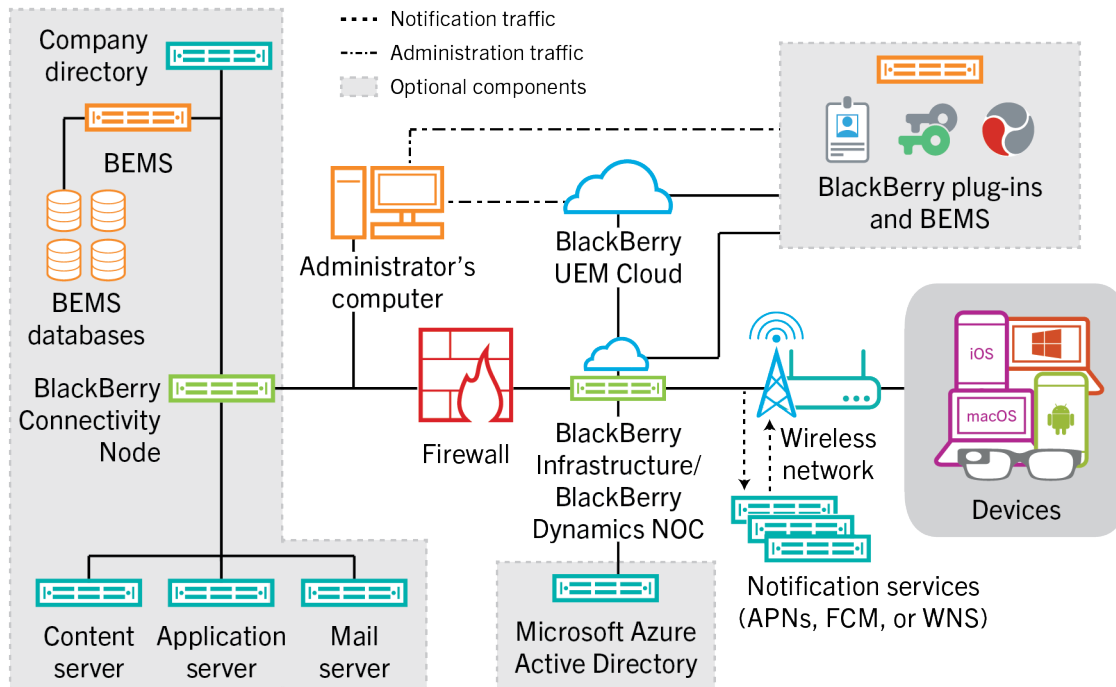 Notification traffic
Administration traffic
Optional components
Company
directory
BEMS
BEMS
databases
BlackBerry
Connectivity
Node
Content
server
Application
server
Mail
server
Administrator's
computer
Firewall
BlackBerry
UEM Cloud
BlackBerry
Infrastructure/
BlackBerry
Dynamics NOC
Microsoft Azure
Active Directory
BlackBerry plug-ins
and BEMS
Wireless
network
Notification services
(APNs, FCM, or WNS)
iOS
macOS
Devices